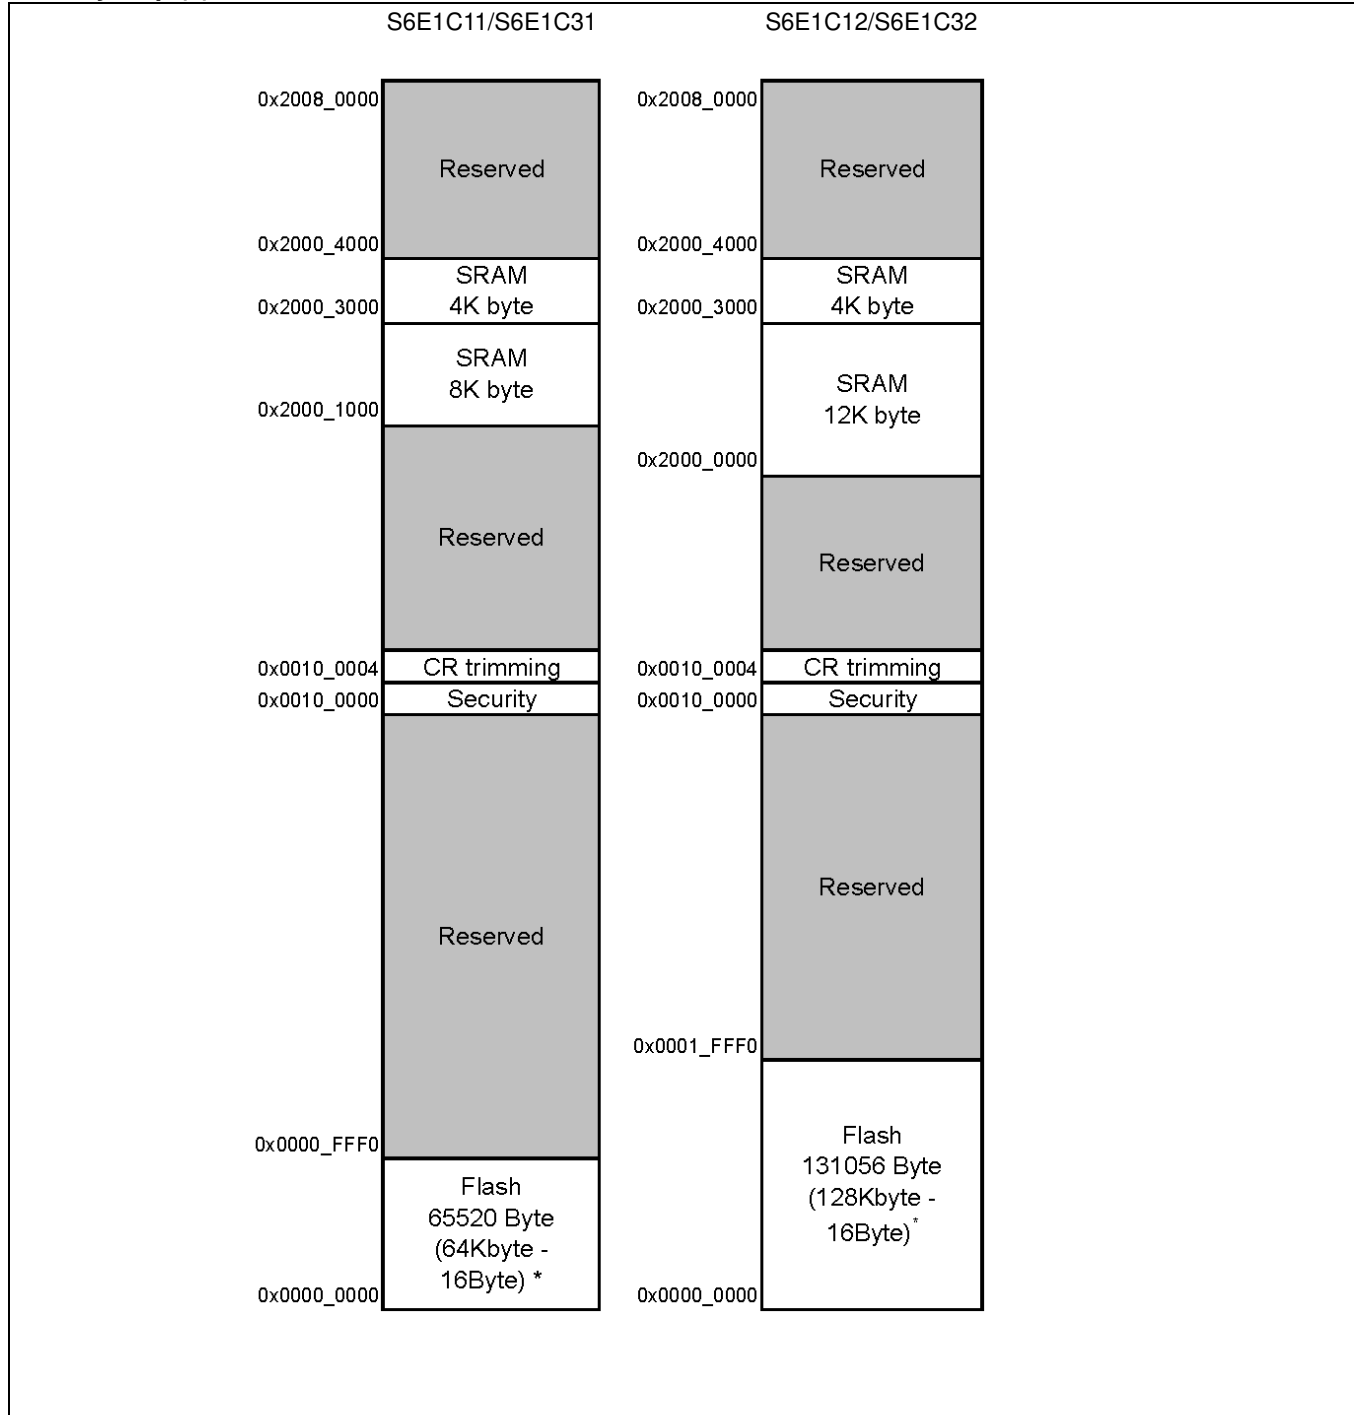 S6E1C11/S6E1C31
0x2008_0000
Reserved
0x2000_4000
SRAM
4K byte
0x2000_3000
SRAM
8K byte
0x2000_1000
Reserved
0x0010_0004
CR trimming
0x0010_0000
Security
Reserved
0x0000_FFF0
Flash
65520 Byte
(64Kbyte -
16Byte) *
0x0000_0000
S6E1C12/S6E1C32
0x2008_0000
Reserved
0x2000_4000
SRAM
4K byte
0x2000_3000
SRAM
12K byte
0x2000_0000
Reserved
0x0010_0004
CR trimming
0x0010_0000
Security
Reserved
0x0001_FFF0
Flash
131056 Byte
(128Kbyte -
16Byte)*
0x0000_0000